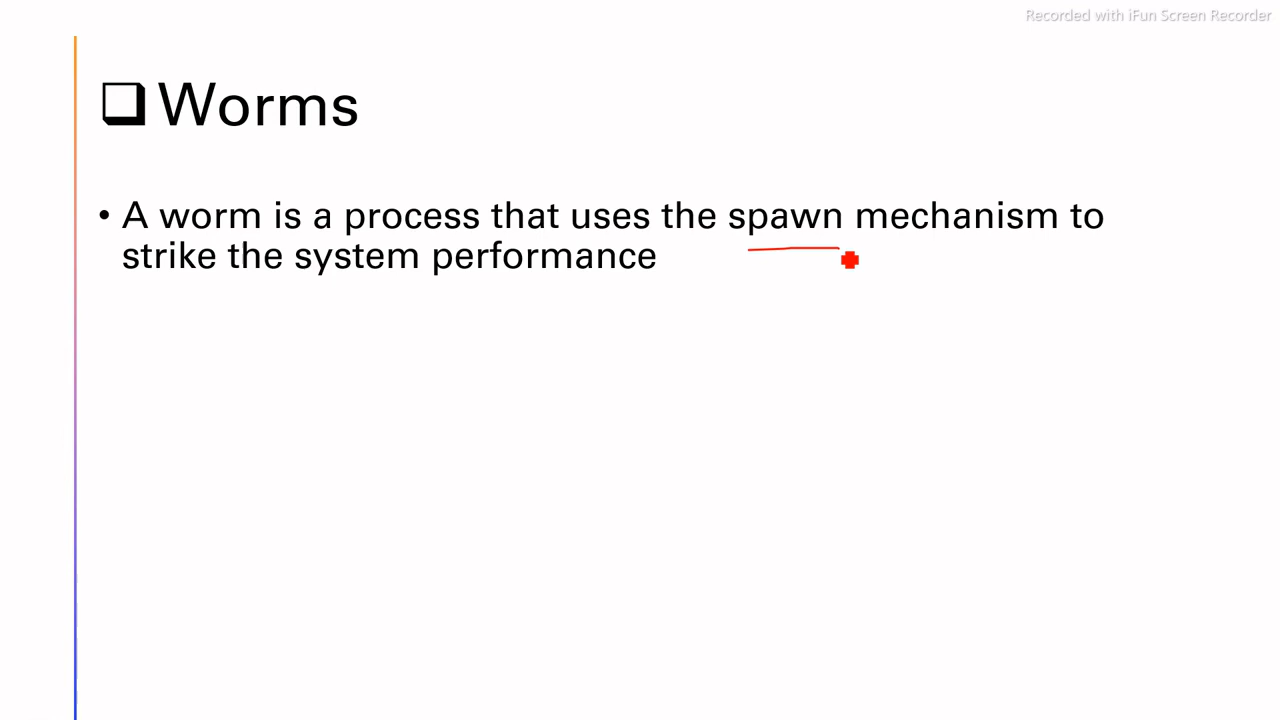 Recorded with iFun Screen Recorder
Worms
• A worm is a process that uses the spawn mechanism to
strike the system performance